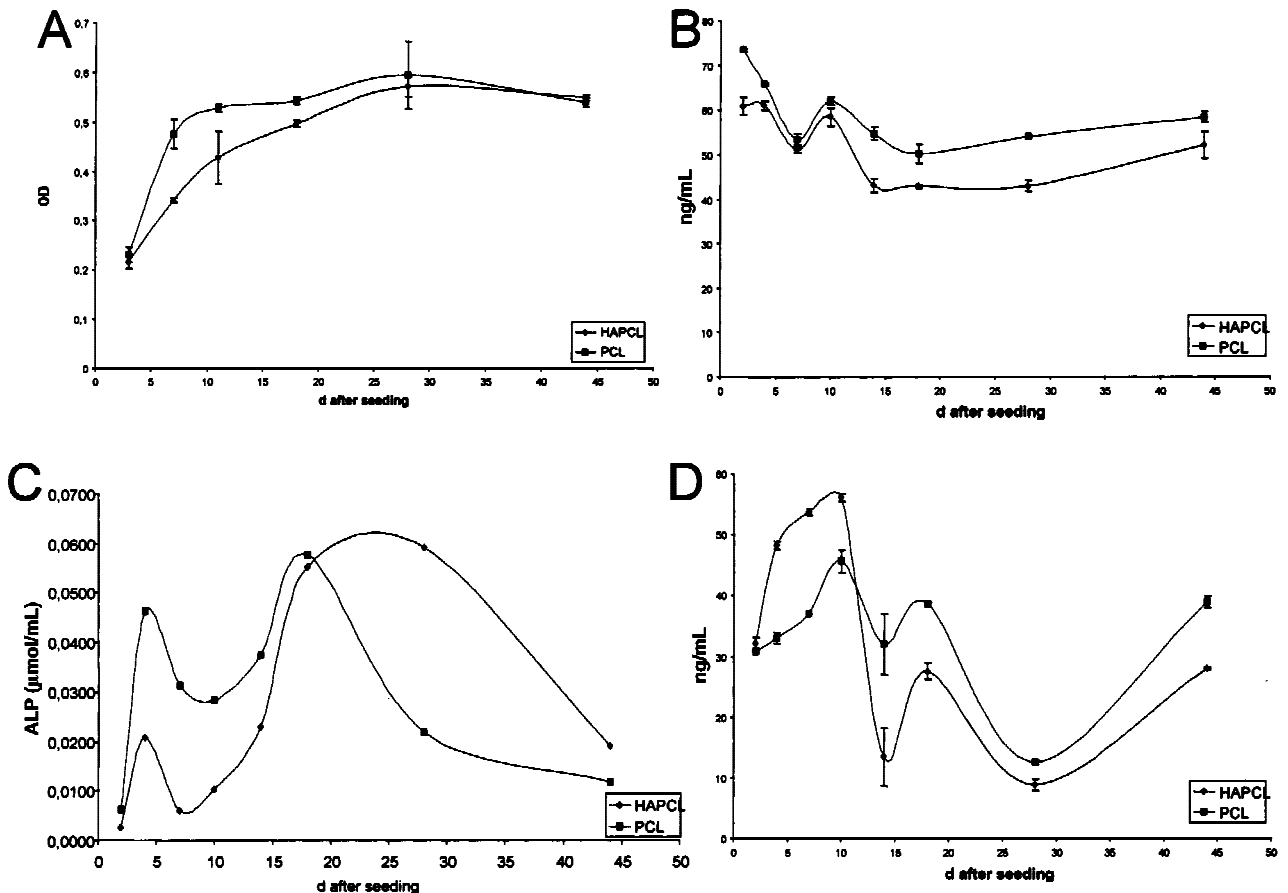 A
0,7
0,6
0,5
0,4
0,3
0,2
0,1
0
OD
0 5 10 15 20 25 30 35 40 45 50
d after seeding
HAPCL
PCL
B
80
70
60
50
40
30
20
10
0
ng/mL
0 5 10 15 20 25 30 35 40 45 50
d after seeding
HAPCL
PCL
C
0,0700
0,0600
0,0500
0,0400
0,0300
0,0200
0,0100
0,0000
ALP (µmol/mL)
0 5 10 15 20 25 30 35 40 45 50
d after seeding
HAPCL
PCL
D
60
50
40
30
20
10
0
ng/mL
0 5 10 15 20 25 30 35 40 45 50
d after seeding
HAPCL
PCL